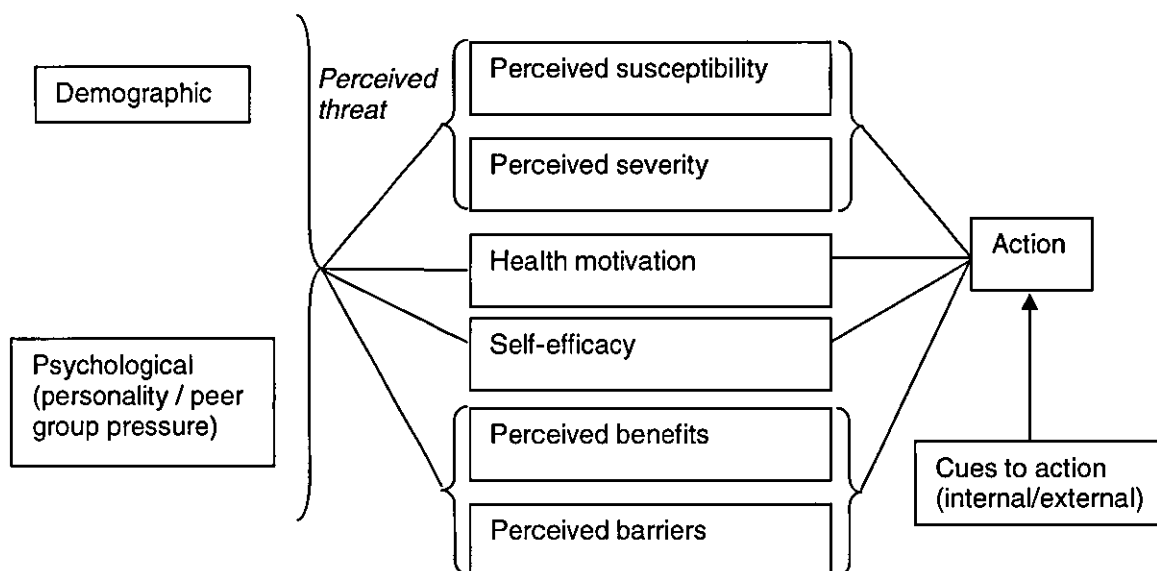 Demographic
Psychological
(personality / peer
group pressure)
Perceived
threat
Perceived susceptibility
Perceived severity
Health motivation
Self-efficacy
Perceived benefits
Perceived barriers
Action
Cues to action
(internal/external)